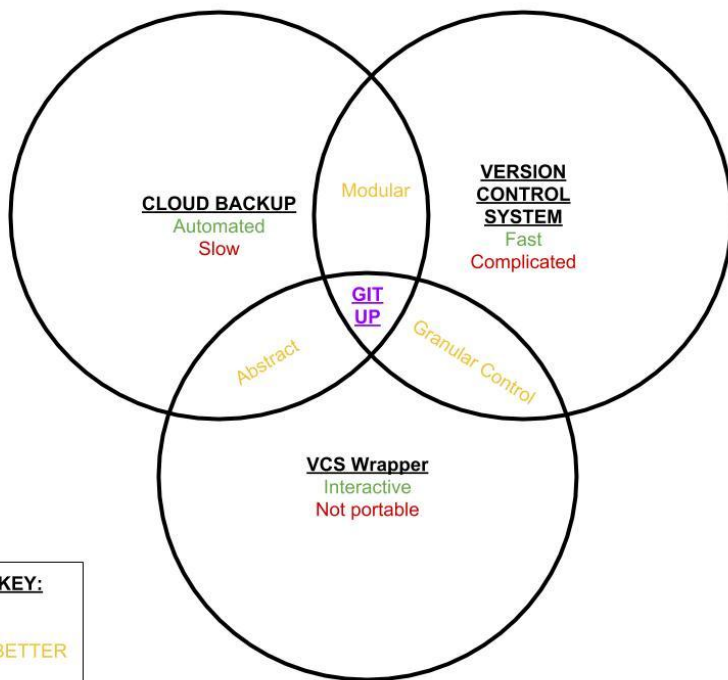 CLOUD BACKUP
Automated
Slow
Modular
VERSION
CONTROL
SYSTEM
Fast
Complicated
GIT
UP
Abstract
Granular Control
VCS Wrapper
Interactive
Not portable
KEY:
BETTER